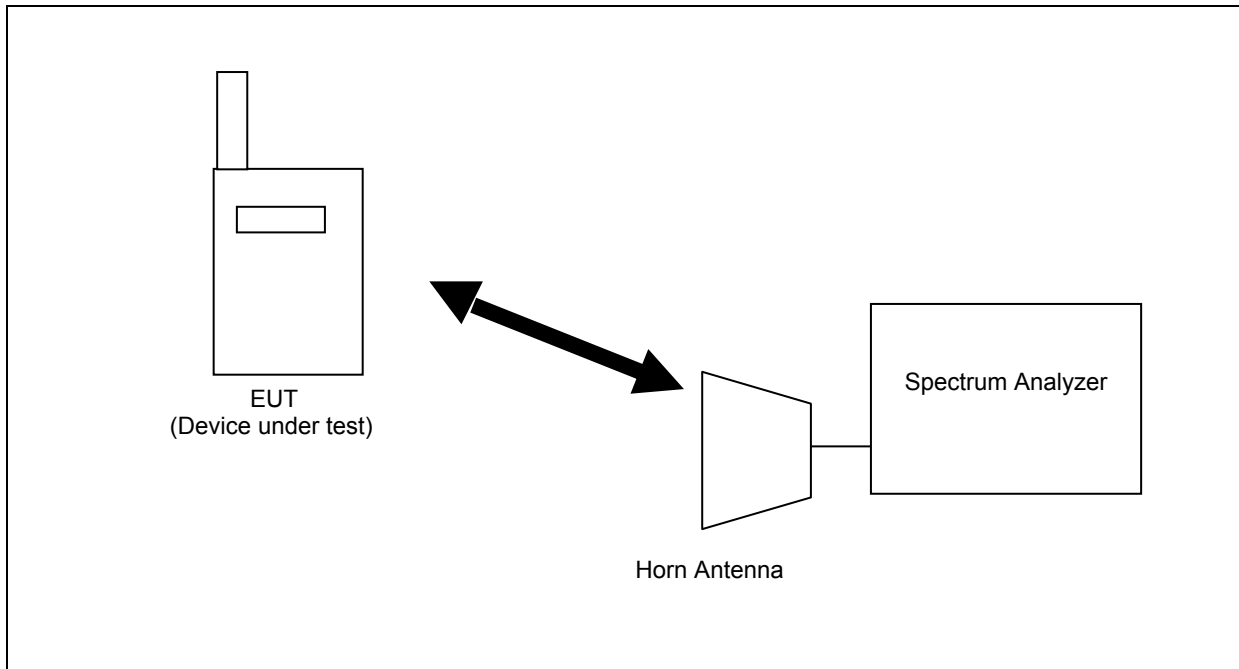 EUT
(Device under test)
Spectrum Analyzer
Horn Antenna